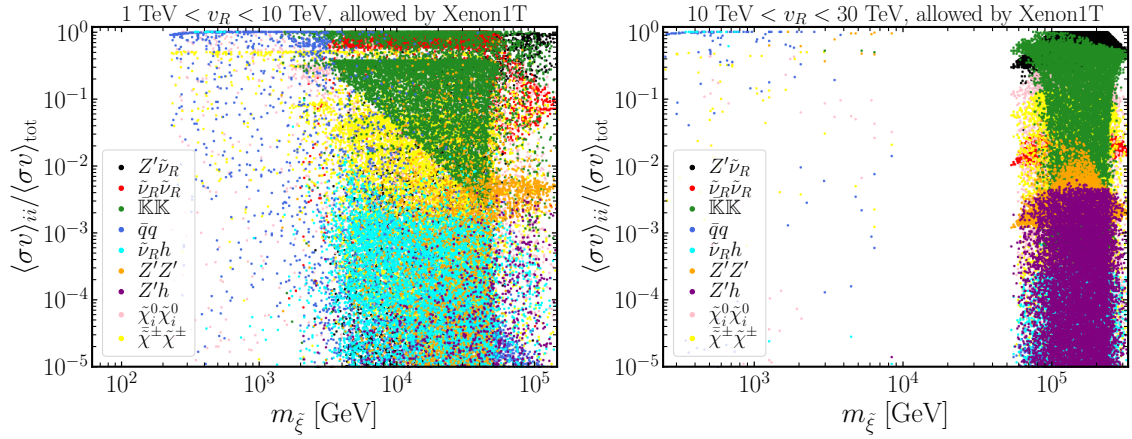 1 TeV < v_R < 10 TeV, allowed by Xenon1T
⟨σv⟩_ii/⟨σv⟩_tot
10^0
10^−1
10^−2
10^−3
10^−4
10^−5
Z′ν̃_R
ν̃_Rν̃_R
𝕂𝕂
q̄q
ν̃_Rh
Z′Z′
Z′h
χ̃_i^0χ̃_i^0
χ̃^±χ̃^±
10^2
10^3
10^4
10^5
m_ξ̃ [GeV]
10 TeV < v_R < 30 TeV, allowed by Xenon1T
⟨σv⟩_ii/⟨σv⟩_tot
10^0
10^−1
10^−2
10^−3
10^−4
10^−5
Z′ν̃_R
ν̃_Rν̃_R
𝕂𝕂
q̄q
ν̃_Rh
Z′Z′
Z′h
χ̃_i^0χ̃_i^0
χ̃^±χ̃^±
10^3
10^4
10^5
m_ξ̃ [GeV]